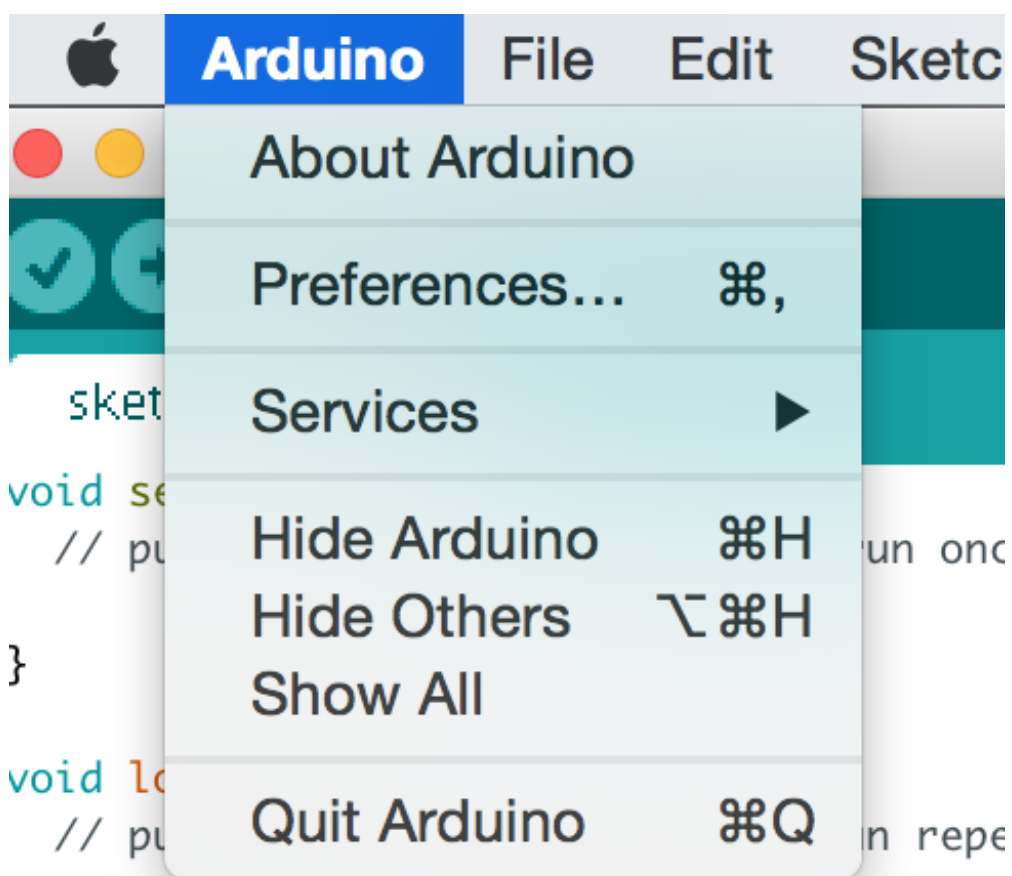 Arduino File Edit Sketc
About Arduino
Preferences... ⌘,
sket
Services ▶
void se
Hide Arduino ⌘H
// pu run onc
Hide Others ⌥⌘H
}
Show All
void lo
Quit Arduino ⌘Q
// pu n repe